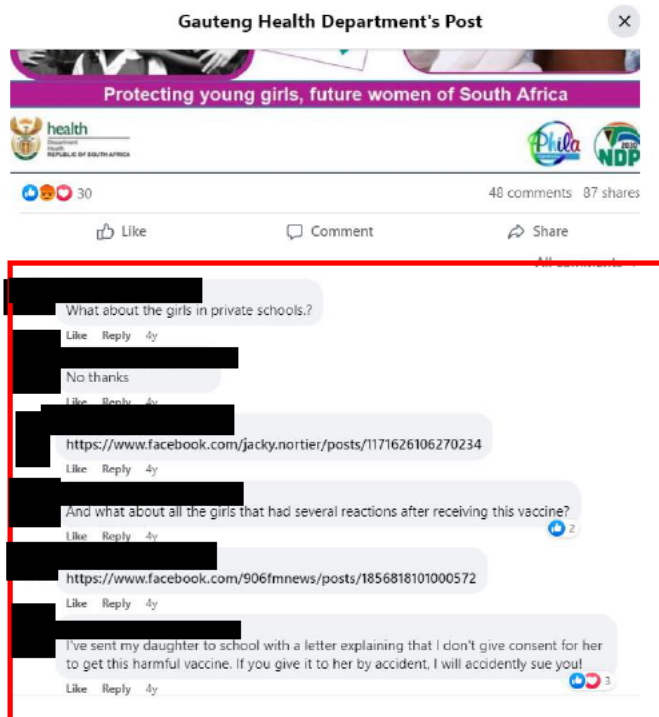 Gauteng Health Department's Post
Protecting young girls, future women of South Africa
health
Department:
Health
REPUBLIC OF SOUTH AFRICA
Phila
2030
NDP
30
48 comments 87 shares
Like Comment Share
All comments
What about the girls in private schools.?
Like Reply 4y
No thanks
Like Reply 4y
https://www.facebook.com/jacky.nortier/posts/1171626106270234
Like Reply 4y
And what about all the girls that had several reactions after receiving this vaccine?
2
Like Reply 4y
https://www.facebook.com/906fmnews/posts/1856818101000572
Like Reply 4y
I've sent my daughter to school with a letter explaining that I don't give consent for her
to get this harmful vaccine. If you give it to her by accident, I will accidently sue you!
3
Like Reply 4y